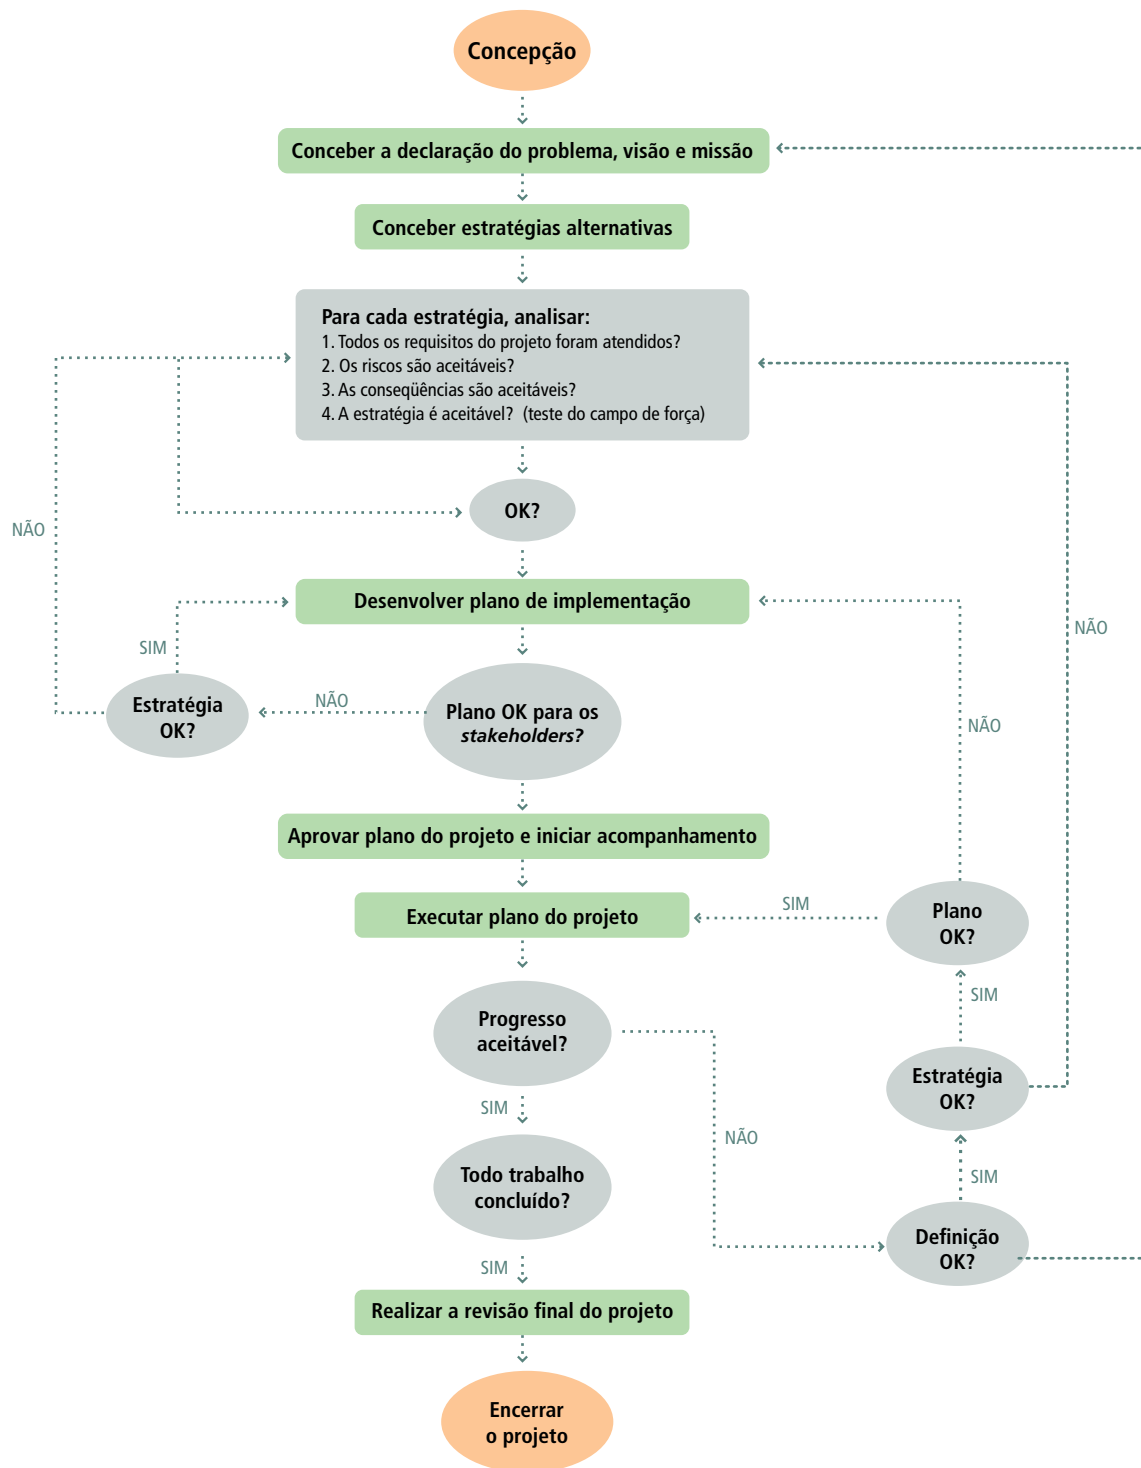 Concepção
Conceber a declaração do problema, visão e missão
Conceber estratégias alternativas
Para cada estratégia, analisar:
1. Todos os requisitos do projeto foram atendidos?
2. Os riscos são aceitáveis?
3. As conseqüências são aceitáveis?
4. A estratégia é aceitável? (teste do campo de força)
OK?
NÃO
Desenvolver plano de implementação
SIM
NÃO
Estratégia
OK?
NÃO
Plano OK para os
stakeholders?
NÃO
Aprovar plano do projeto e iniciar acompanhamento
Executar plano do projeto
SIM
Plano
OK?
SIM
Progresso
aceitável?
Estratégia
OK?
SIM
NÃO
SIM
Todo trabalho
concluído?
Definição
OK?
SIM
Realizar a revisão final do projeto
Encerrar
o projeto